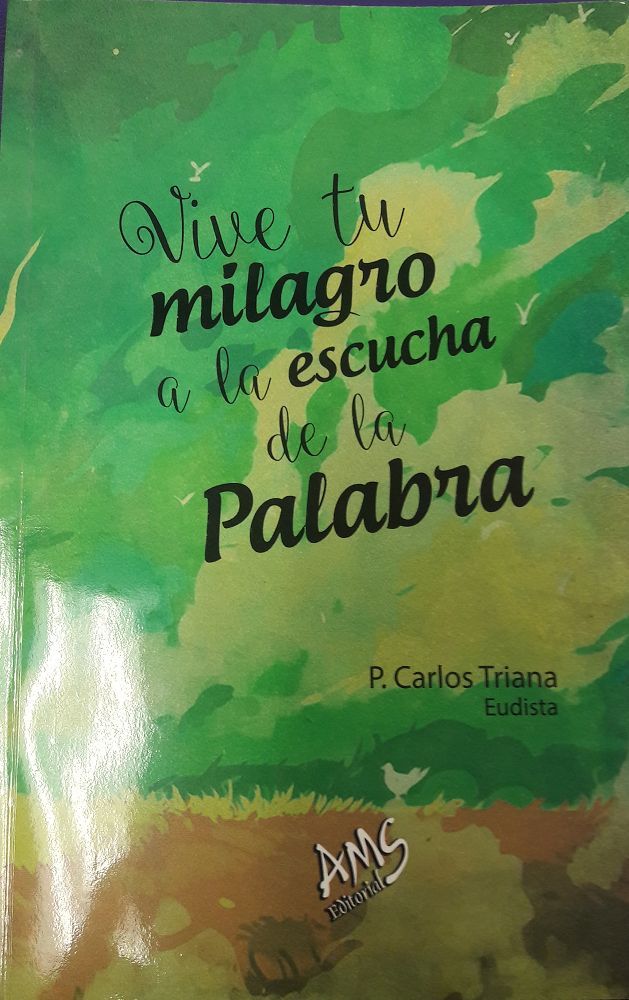 Vive tu
milagro
a la escucha
de la
Palabra
P. Carlos Triana
Eudista
AMS
Editorial